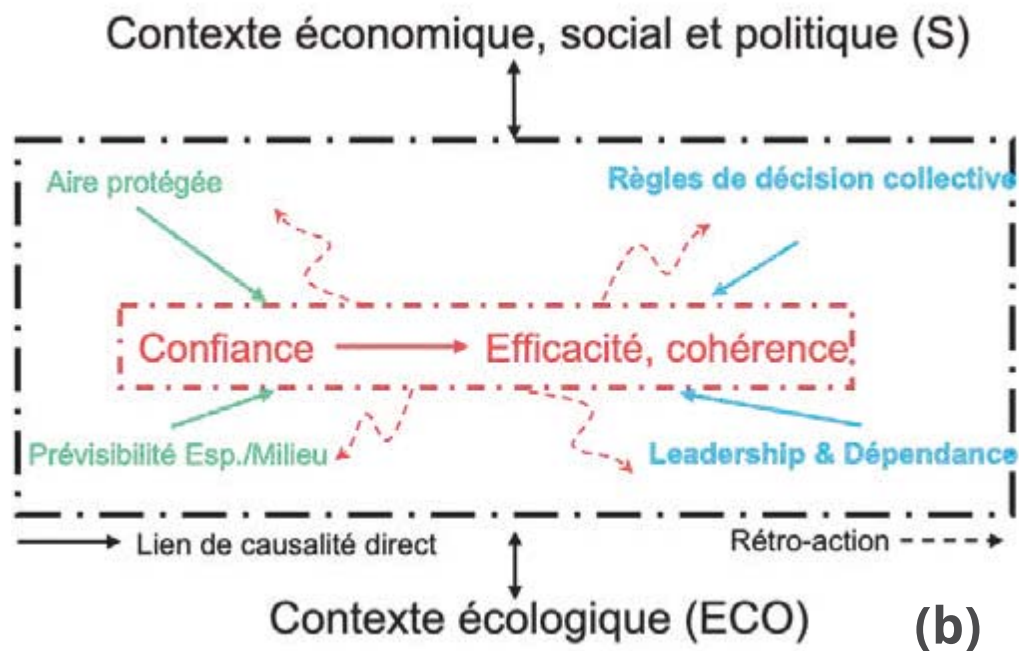 Contexte économique, social et politique (S)
Aire protégée
Règles de décision collective
Confiance
Efficacité, cohérence
Prévisibilité Esp./Milieu
Leadership & Dépendance
Lien de causalité direct
Rétro-action
Contexte écologique (ECO)
(b)